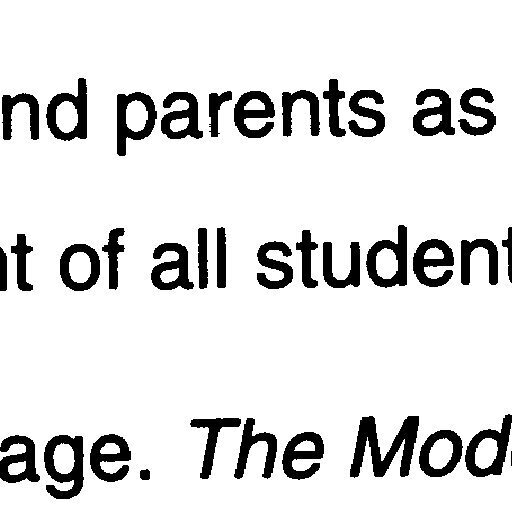 nd parents as
nt of all student
age. The Mod